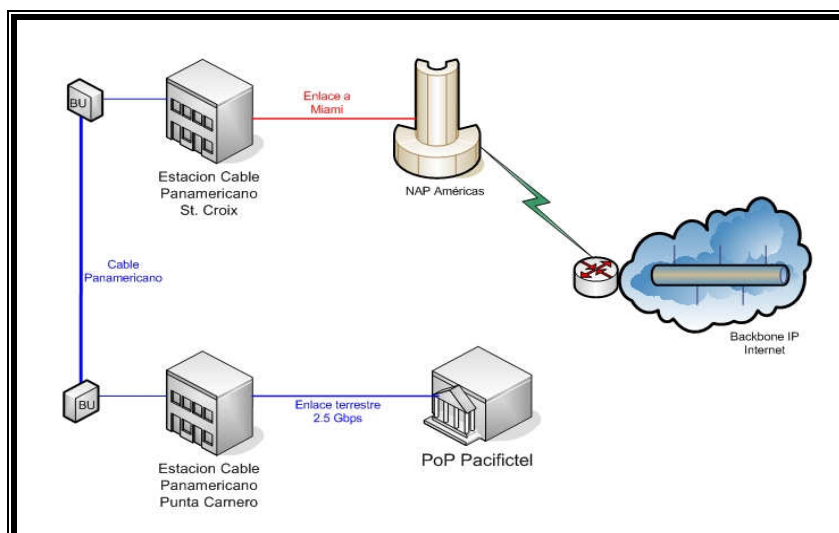 BU
Estacion Cable
Panamericano
St. Croix
Enlace a
Miami
NAP Américas
Backbone IP
Internet
Cable
Panamericano
BU
Estacion Cable
Panamericano
Punta Carnero
Enlace terrestre
2.5 Gbps
PoP Pacifictel